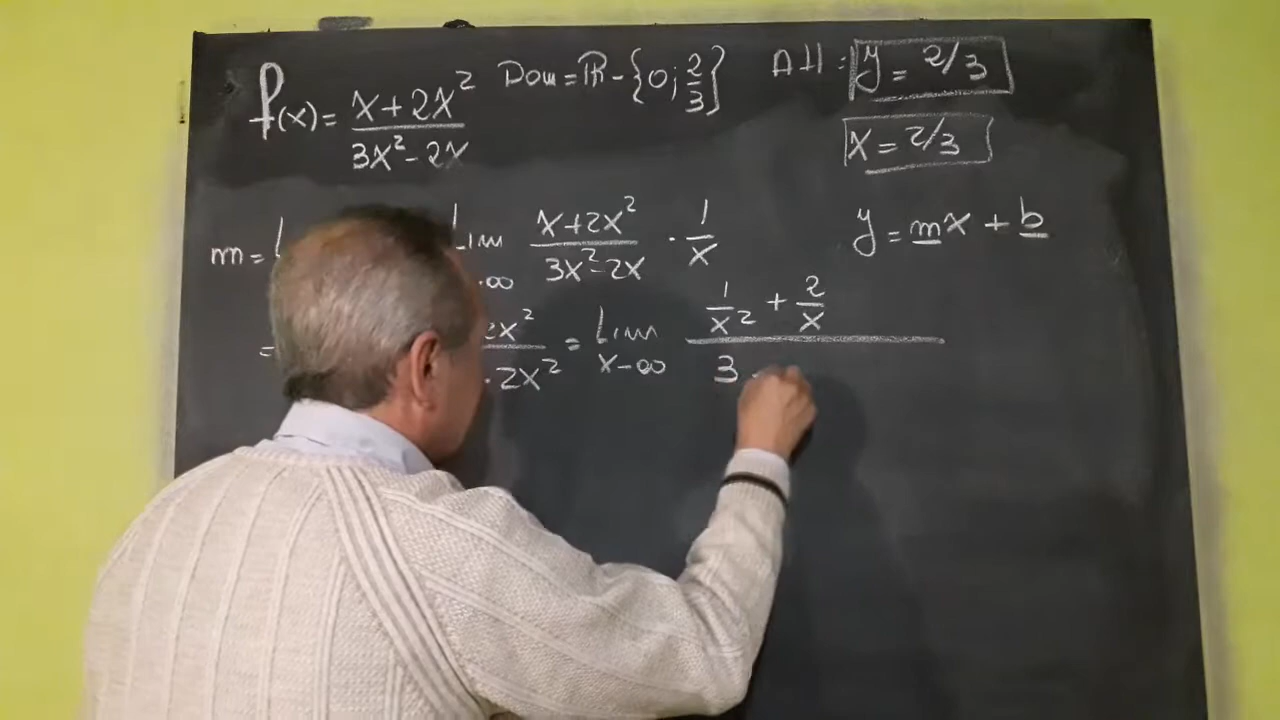 f(x) = (x+2x²)/(3x²-2x) Dom = ℝ - {0; 2/3} AH: y = 2/3
x = 2/3
m = L Lim (x+2x²)/(3x²-2x) · 1/x y = mx + b
∞
= 2x² / ·2x² = Lim x→∞ (1/x² + 2/x)/(3 -